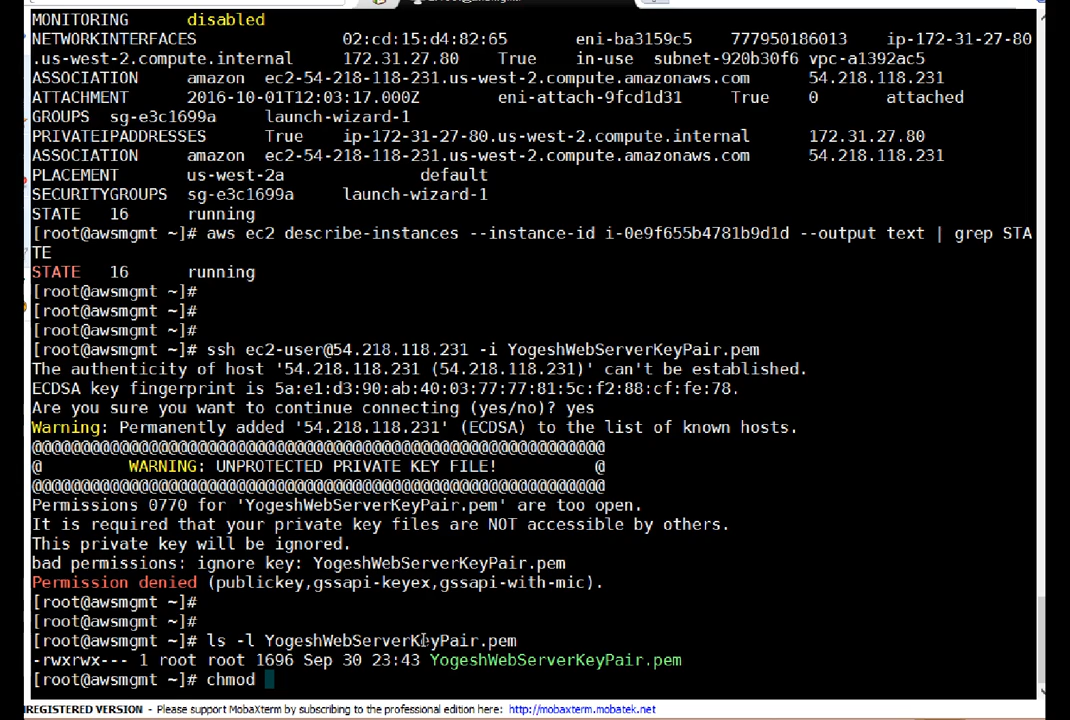 MONITORING disabled
NETWORKINTERFACES 02:cd:15:d4:82:65 eni-ba3159c5 777950186013 ip-172-31-27-80
.us-west-2.compute.internal 172.31.27.80 True in-use subnet-920b30f6 vpc-a1392ac5
ASSOCIATION amazon ec2-54-218-118-231.us-west-2.compute.amazonaws.com 54.218.118.231
ATTACHMENT 2016-10-01T12:03:17.000Z eni-attach-9fcd1d31 True 0 attached
GROUPS sg-e3c1699a launch-wizard-1
PRIVATEIPADDRESSES True ip-172-31-27-80.us-west-2.compute.internal 172.31.27.80
ASSOCIATION amazon ec2-54-218-118-231.us-west-2.compute.amazonaws.com 54.218.118.231
PLACEMENT us-west-2a default
SECURITYGROUPS sg-e3c1699a launch-wizard-1
STATE 16 running
[root@awsmgmt ~]# aws ec2 describe-instances --instance-id i-0e9f655b4781b9d1d --output text | grep STA
TE
STATE 16 running
[root@awsmgmt ~]#
[root@awsmgmt ~]#
[root@awsmgmt ~]#
[root@awsmgmt ~]# ssh ec2-user@54.218.118.231 -i YogeshWebServerKeyPair.pem
The authenticity of host '54.218.118.231 (54.218.118.231)' can't be established.
ECDSA key fingerprint is 5a:e1:d3:90:ab:40:03:77:77:81:5c:f2:88:cf:fe:78.
Are you sure you want to continue connecting (yes/no)? yes
Warning: Permanently added '54.218.118.231' (ECDSA) to the list of known hosts.
@@@@@@@@@@@@@@@@@@@@@@@@@@@@@@@@@@@@@@@@@@@@@@@@@@@@@@@@@@@
@ WARNING: UNPROTECTED PRIVATE KEY FILE! @
@@@@@@@@@@@@@@@@@@@@@@@@@@@@@@@@@@@@@@@@@@@@@@@@@@@@@@@@@@@
Permissions 0770 for 'YogeshWebServerKeyPair.pem' are too open.
It is required that your private key files are NOT accessible by others.
This private key will be ignored.
bad permissions: ignore key: YogeshWebServerKeyPair.pem
Permission denied (publickey,gssapi-keyex,gssapi-with-mic).
[root@awsmgmt ~]#
[root@awsmgmt ~]#
[root@awsmgmt ~]# ls -l YogeshWebServerKeyPair.pem
-rwxrwx--- 1 root root 1696 Sep 30 23:43 YogeshWebServerKeyPair.pem
[root@awsmgmt ~]# chmod
REGISTERED VERSION - Please support MobaXterm by subscribing to the professional edition here: http://mobaxterm.mobatek.net